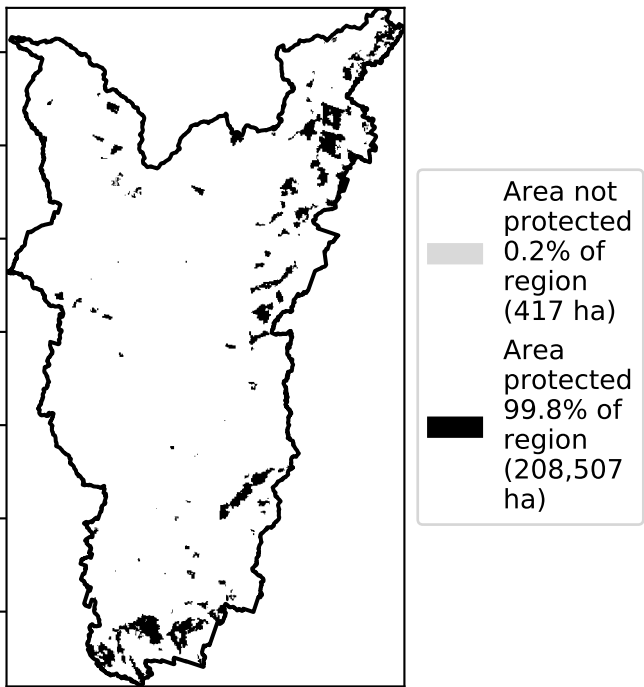 Area not
protected
0.2% of
region
(417 ha)
Area
protected
99.8% of
region
(208,507
ha)